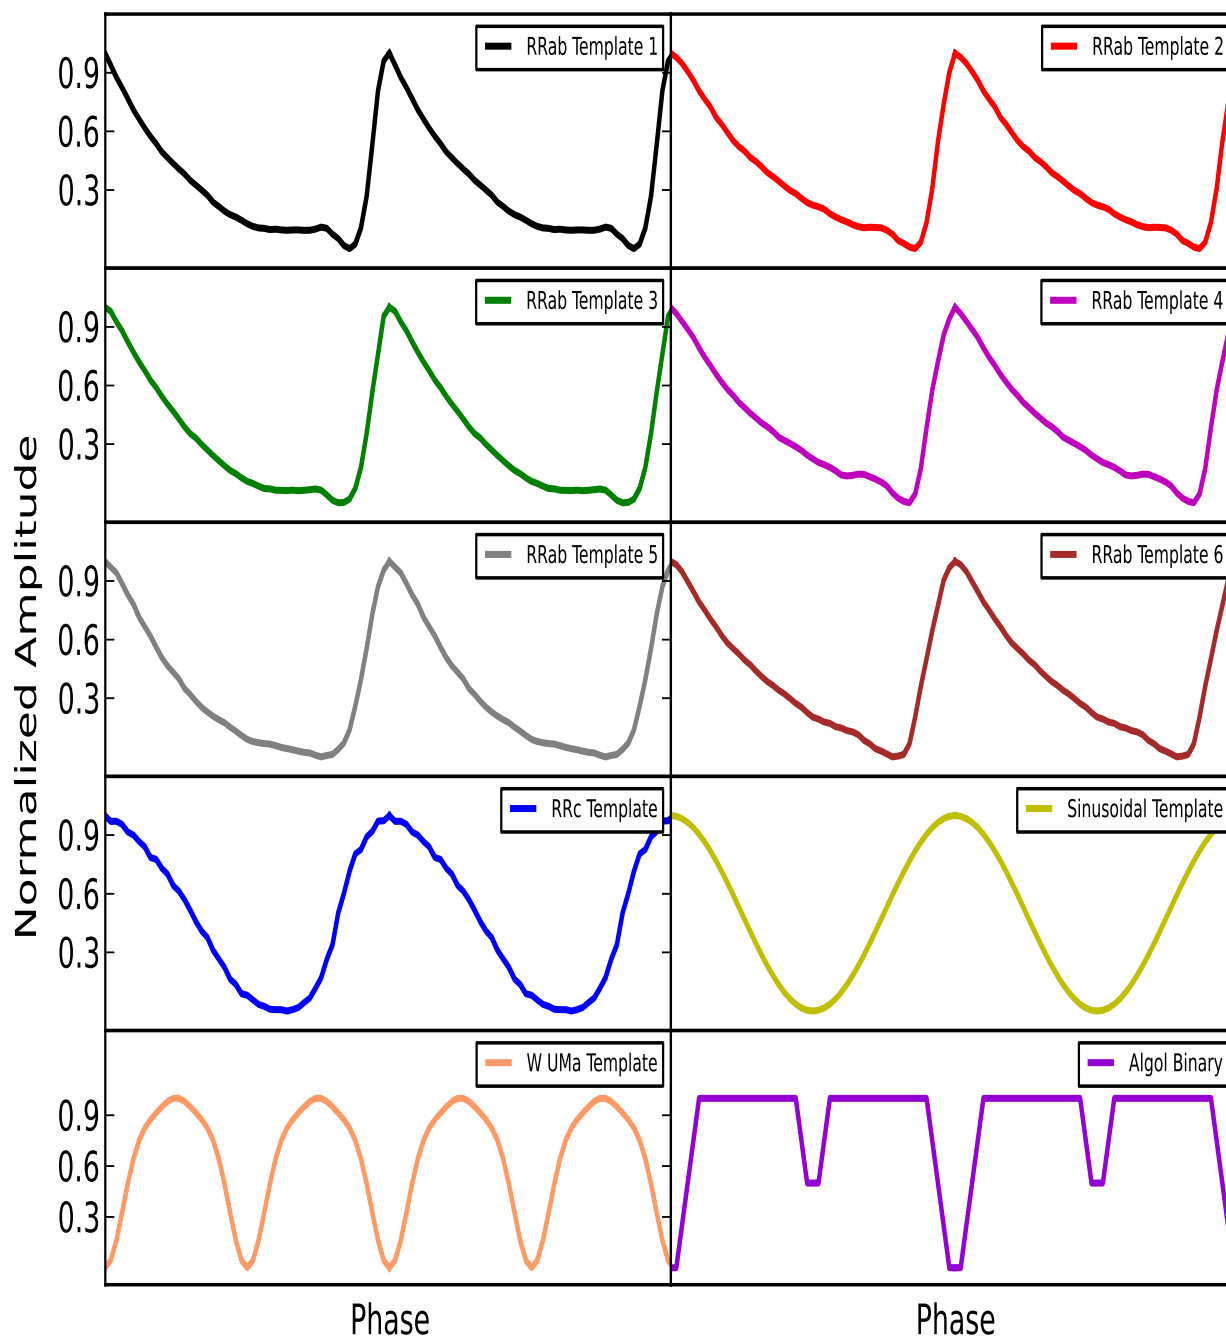 RRab Template 1
RRab Template 2
0.9
0.6
0.3
RRab Template 3
RRab Template 4
0.9
0.6
0.3
RRab Template 5
RRab Template 6
0.9
0.6
0.3
RRc Template
Sinusoidal Template
0.9
0.6
0.3
W UMa Template
Algol Binary
0.9
0.6
0.3
Normalized Amplitude
Phase
Phase